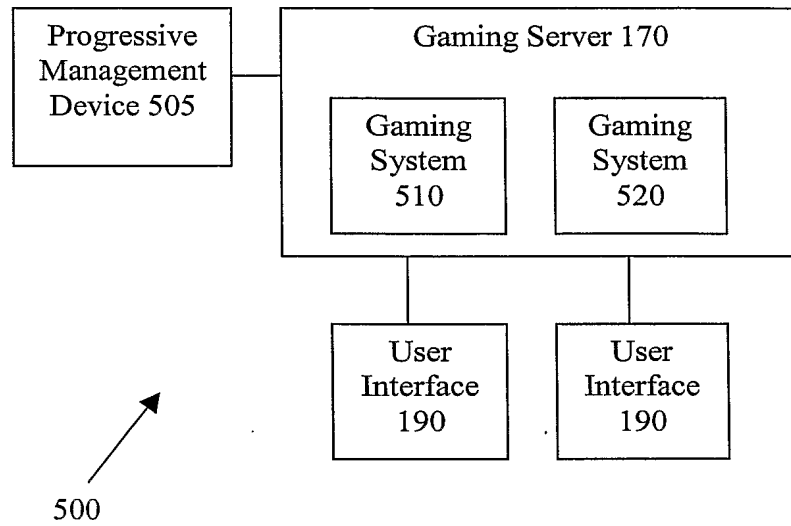 Progressive
Management
Device 505
Gaming Server 170
Gaming
System
510
Gaming
System
520
User
Interface
190
User
Interface
190
500